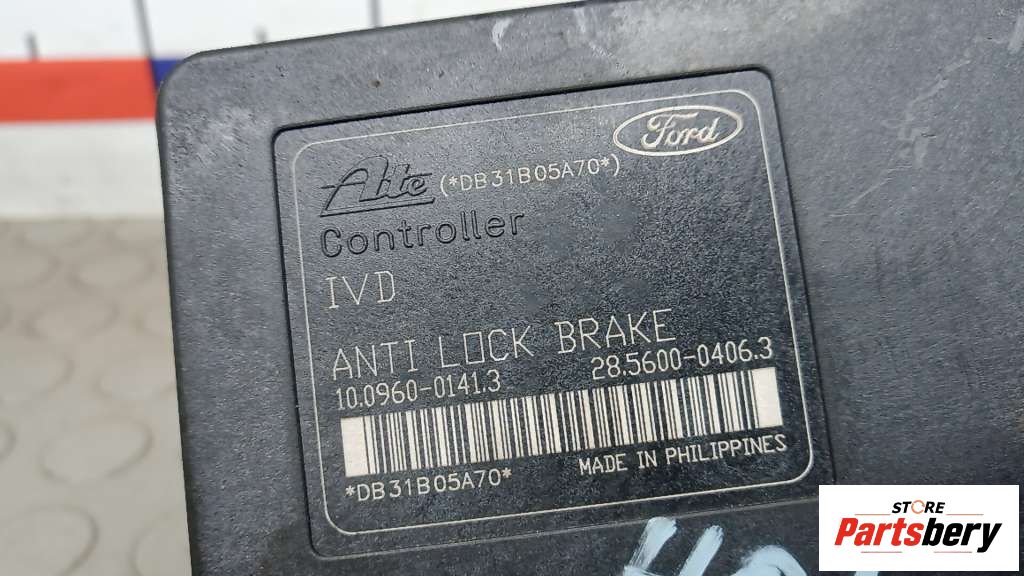 Ford
Ate (*DB31B05A70*)
Controller
IVD
ANTI LOCK BRAKE
10.0960-0141.3 28.5600-0406.3
*DB31B05A70* MADE IN PHILIPPINES
STORE
Partsbery